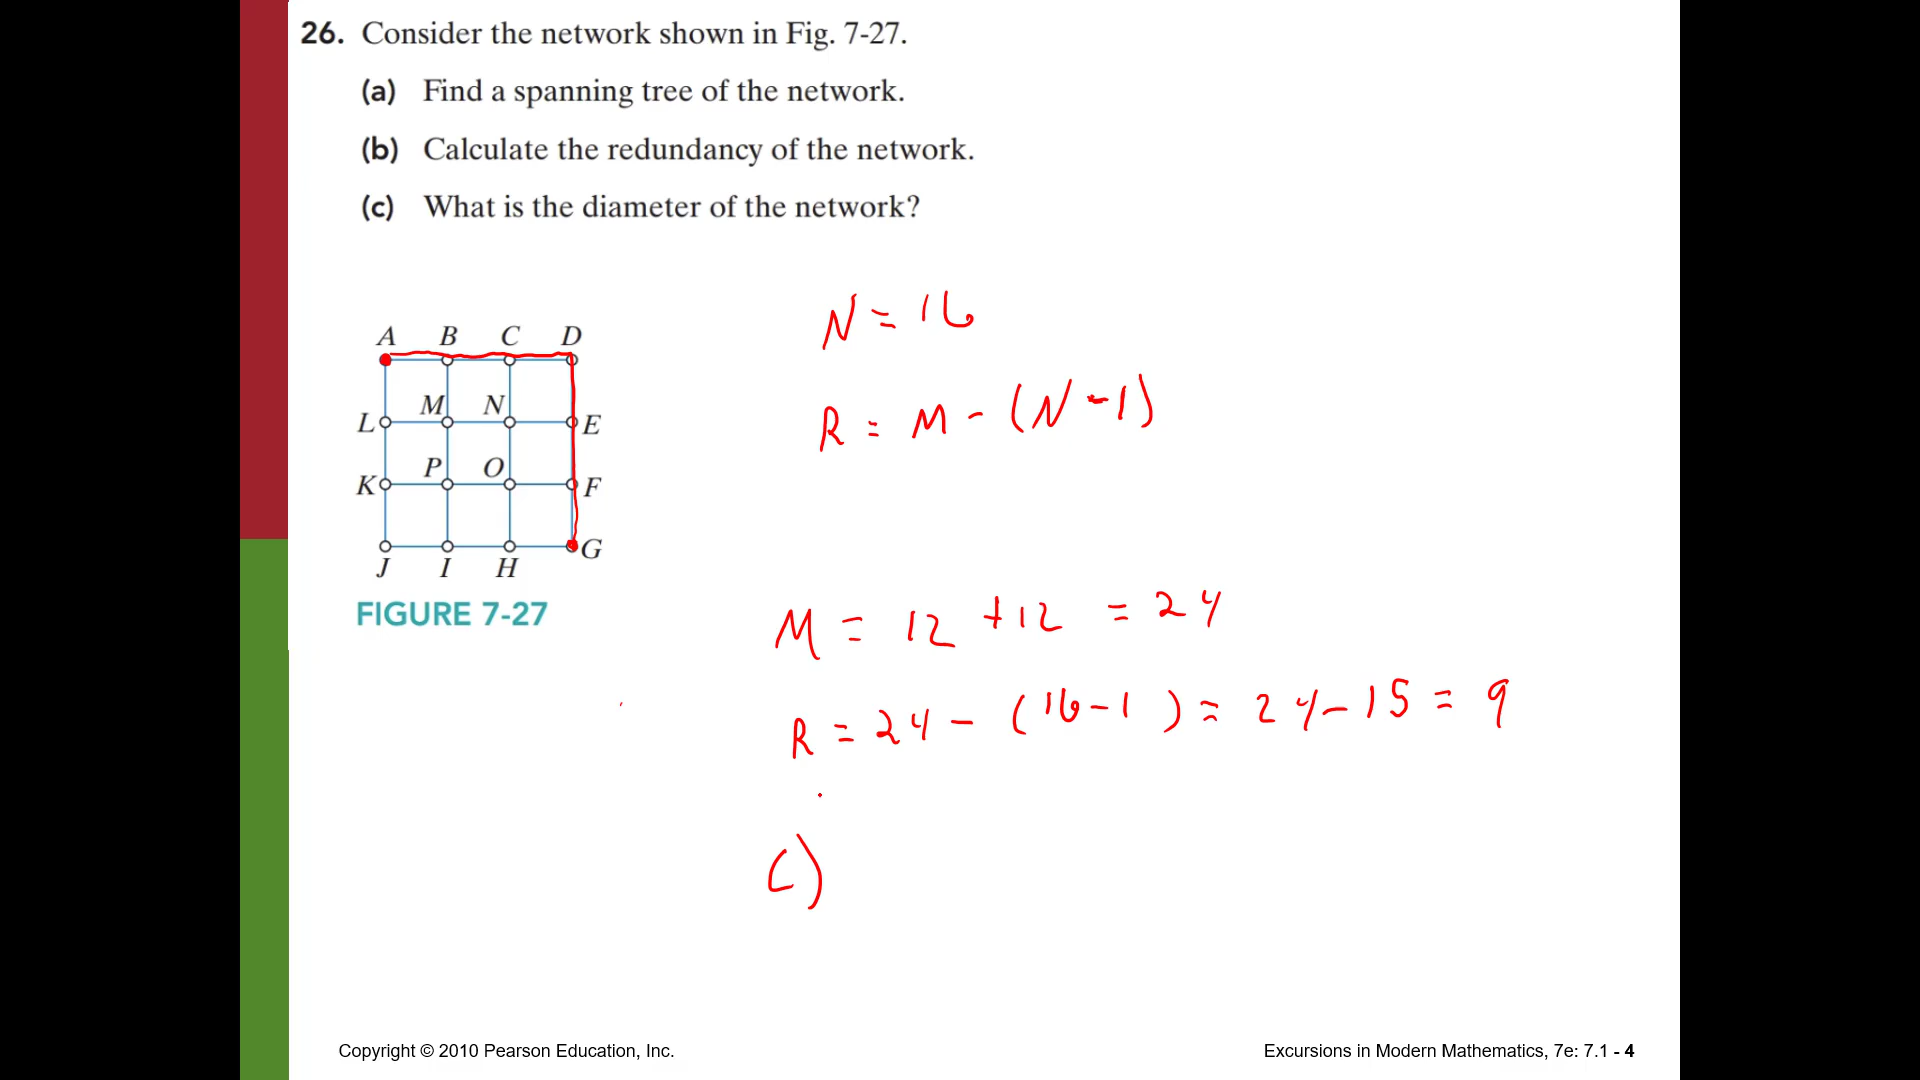 26. Consider the network shown in Fig. 7-27.
(a) Find a spanning tree of the network.
(b) Calculate the redundancy of the network.
(c) What is the diameter of the network?
N = 16
A B C D
R = M - (N - 1)
L M N E
K P O F
G
J I H
FIGURE 7-27
M = 12 + 12 = 24
R = 24 - (16 - 1) = 24 - 15 = 9
(c)
Copyright © 2010 Pearson Education, Inc.
Excursions in Modern Mathematics, 7e: 7.1 - 4